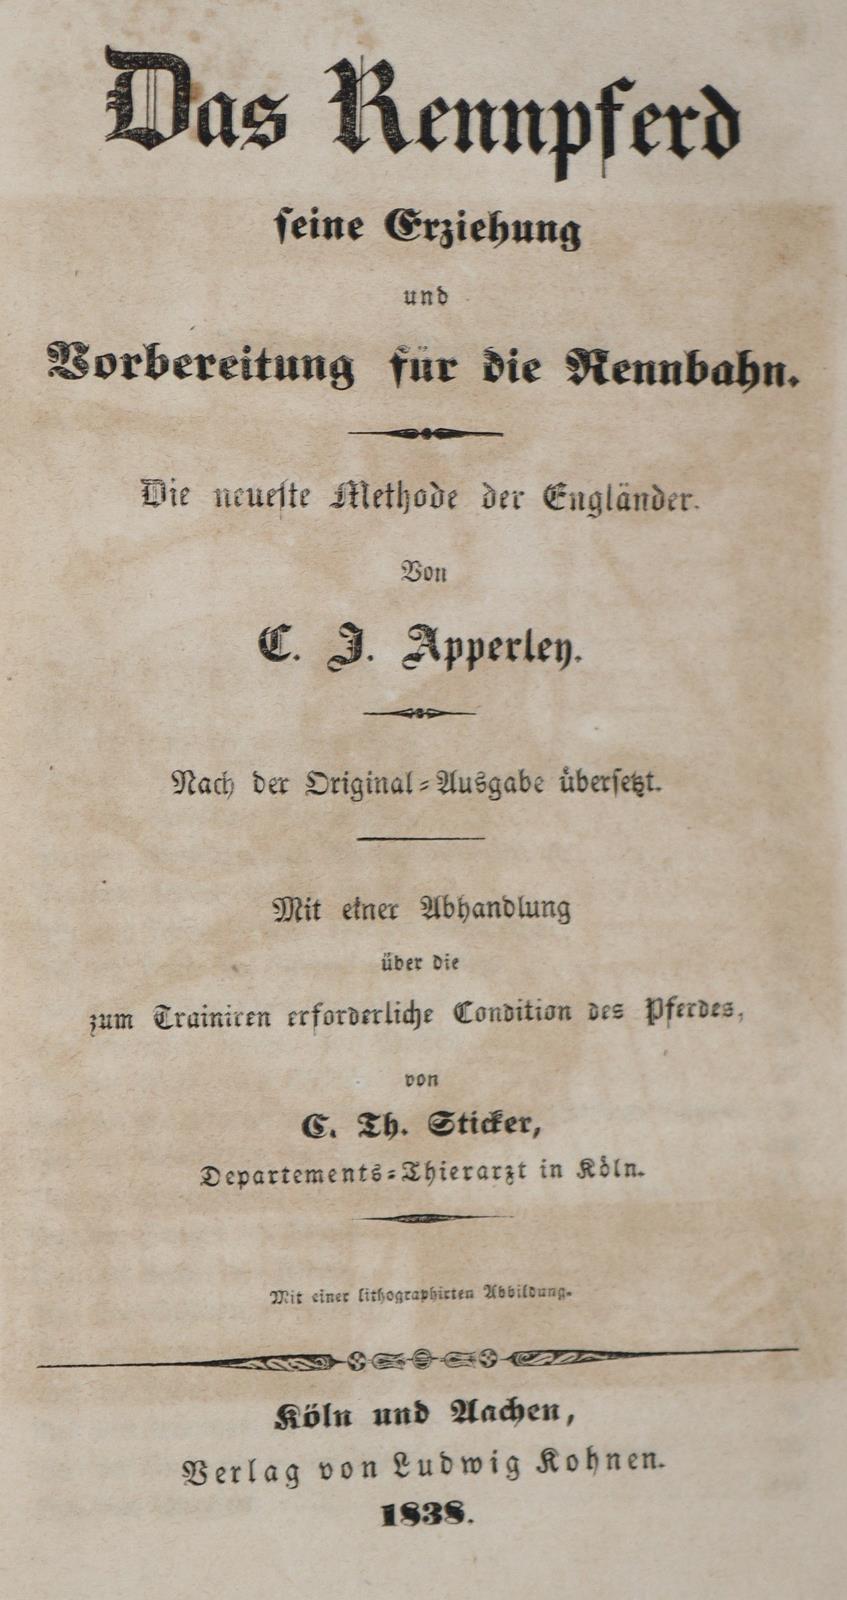 Das Rennpferd
seine Erziehung
und
Vorbereitung für die Rennbahn.
Die neueste Methode der Engländer.
Von
C. J. Apperley.
Nach der Original-Ausgabe übersetzt.
Mit einer Abhandlung
über die
zum Trainiren erforderliche Condition des Pferdes,
von
C. Th. Sticker,
Departements-Thierarzt in Köln.
Mit einer lithographirten Abbildung.
Köln und Aachen,
Verlag von Ludwig Kohnen.
1838.